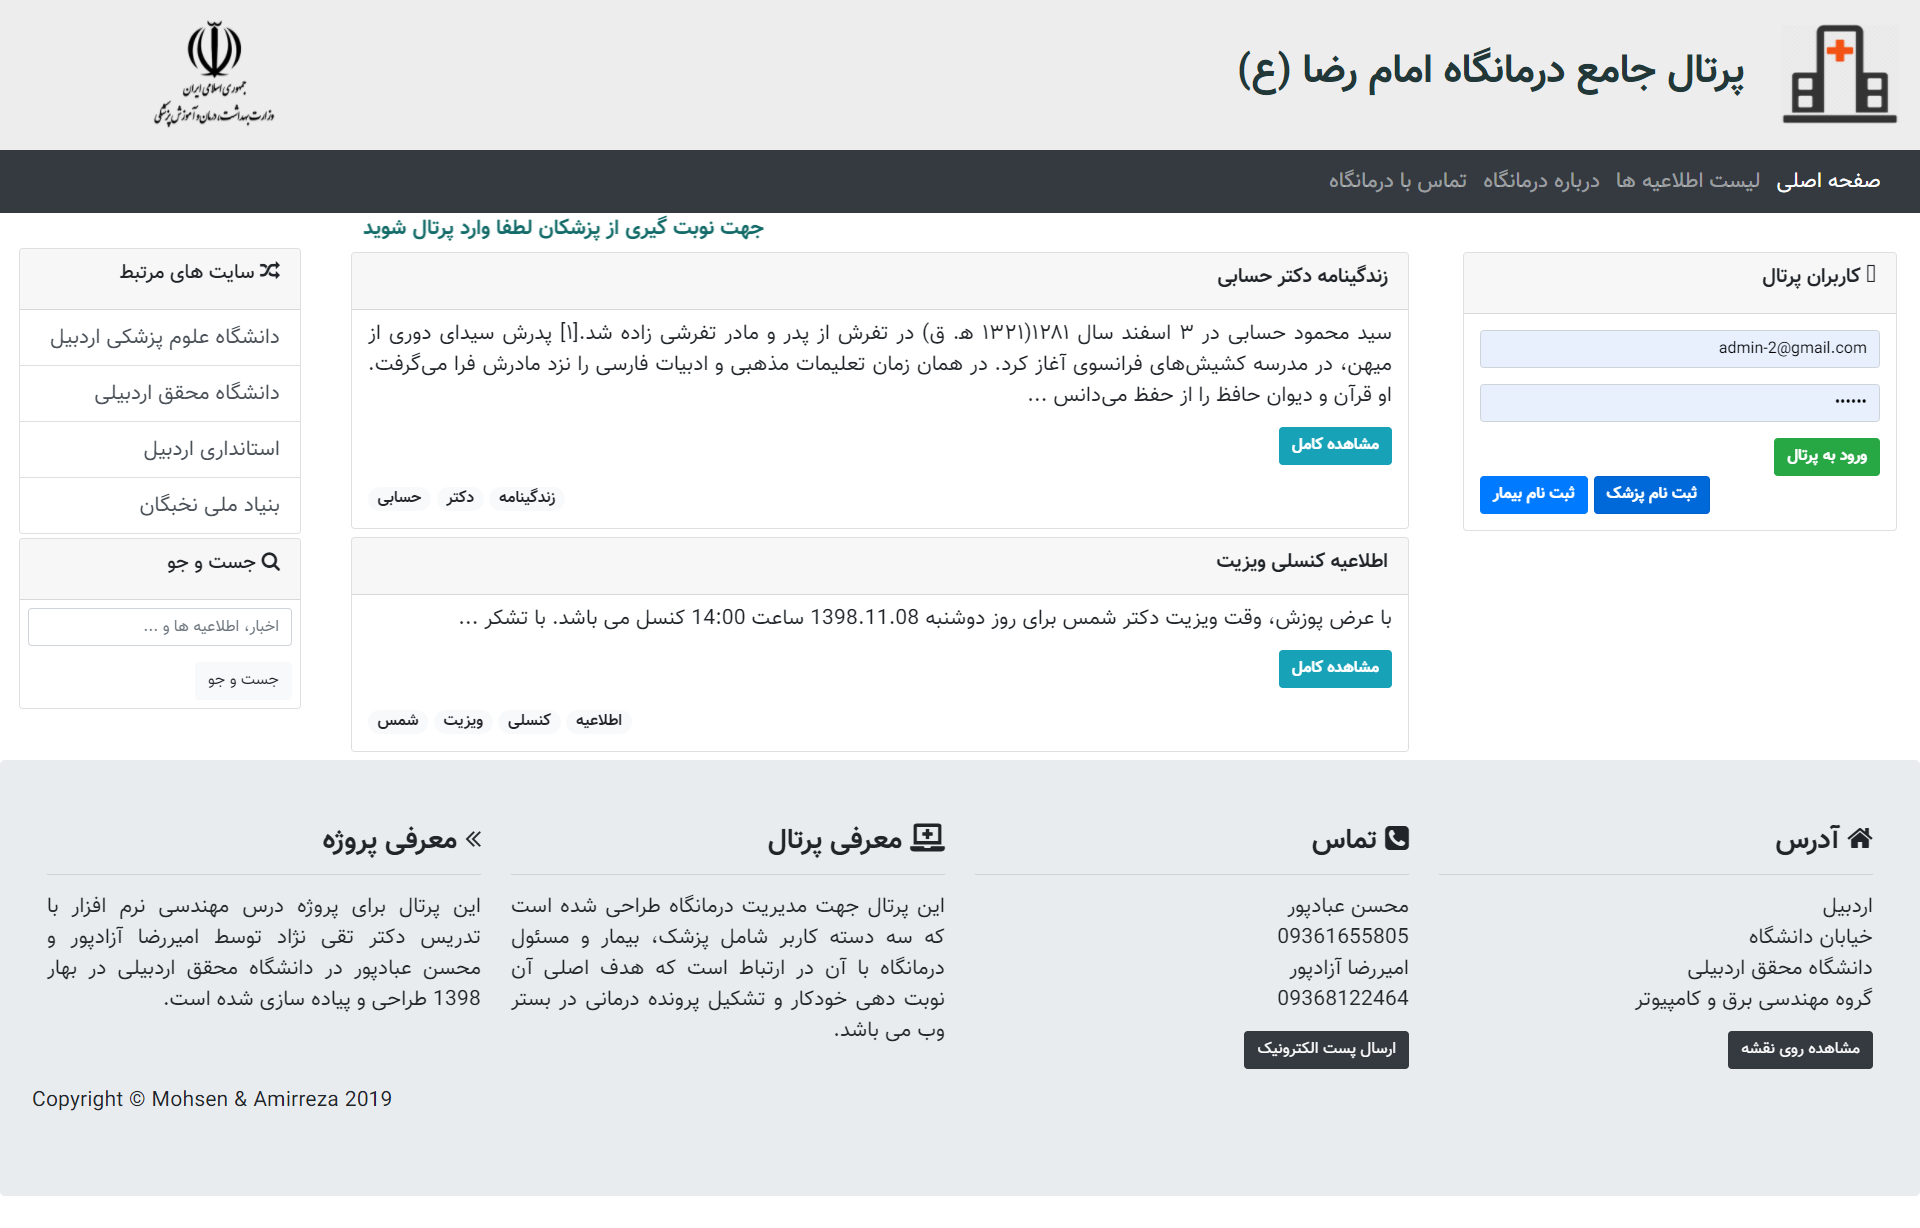 پرتال جامع درمانگاه امام رضا (ع)
جمهوری اسلامی ایران
وزارت بهداشت، درمان و آموزش پزشکی
صفحه اصلی
لیست اطلاعیه ها
درباره درمانگاه
تماس با درمانگاه
جهت نوبت گیری از پزشکان لطفا وارد پرتال شوید
کاربران پرتال
admin-2@gmail.com
••••••
ورود به پرتال
ثبت نام پزشک
ثبت نام بیمار
زندگینامه دکتر حسابی
سید محمود حسابی در ۳ اسفند سال ۱۲۸۱(۱۳۲۱ ه‍. ق) در تفرش از پدر و مادر تفرشی زاده شد.[۱] پدرش سیدای دوری از
میهن، در مدرسه کشیش‌های فرانسوی آغاز کرد. در همان زمان تعلیمات مذهبی و ادبیات فارسی را نزد مادرش فرا می‌گرفت.
او قرآن و دیوان حافظ را از حفظ می‌دانس ...
مشاهده کامل
زندگینامه دکتر حسابی
اطلاعیه کنسلی ویزیت
با عرض پوزش، وقت ویزیت دکتر شمس برای روز دوشنبه 1398.11.08 ساعت 14:00 کنسل می باشد. با تشکر ...
مشاهده کامل
اطلاعیه کنسلی ویزیت شمس
سایت های مرتبط
دانشگاه علوم پزشکی اردبیل
دانشگاه محقق اردبیلی
استانداری اردبیل
بنیاد ملی نخبگان
جست و جو
اخبار، اطلاعیه ها و ...
جست و جو
آدرس
اردبیل
خیابان دانشگاه
دانشگاه محقق اردبیلی
گروه مهندسی برق و کامپیوتر
مشاهده روی نقشه
تماس
محسن عبادپور
09361655805
امیررضا آزادپور
09368122464
ارسال پست الکترونیک
معرفی پرتال
این پرتال جهت مدیریت درمانگاه طراحی شده است
که سه دسته کاربر شامل پزشک، بیمار و مسئول
درمانگاه با آن در ارتباط است که هدف اصلی آن
نوبت دهی خودکار و تشکیل پرونده درمانی در بستر
وب می باشد.
معرفی پروژه
این پرتال برای پروژه درس مهندسی نرم افزار با
تدریس دکتر تقی نژاد توسط امیررضا آزادپور و
محسن عبادپور در دانشگاه محقق اردبیلی در بهار
1398 طراحی و پیاده سازی شده است.
Copyright © Mohsen & Amirreza 2019